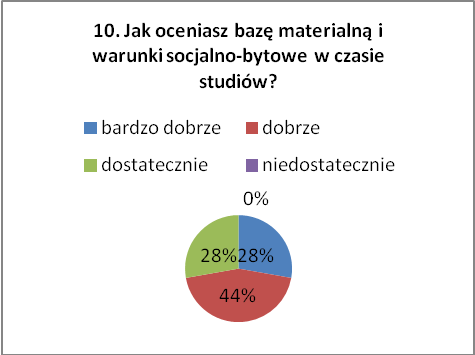 10. Jak oceniasz bazę materialną i
warunki socjalno-bytowe w czasie
studiów?
bardzo dobrze dobrze
dostatecznie niedostatecznie
0%
28% 28%
44%